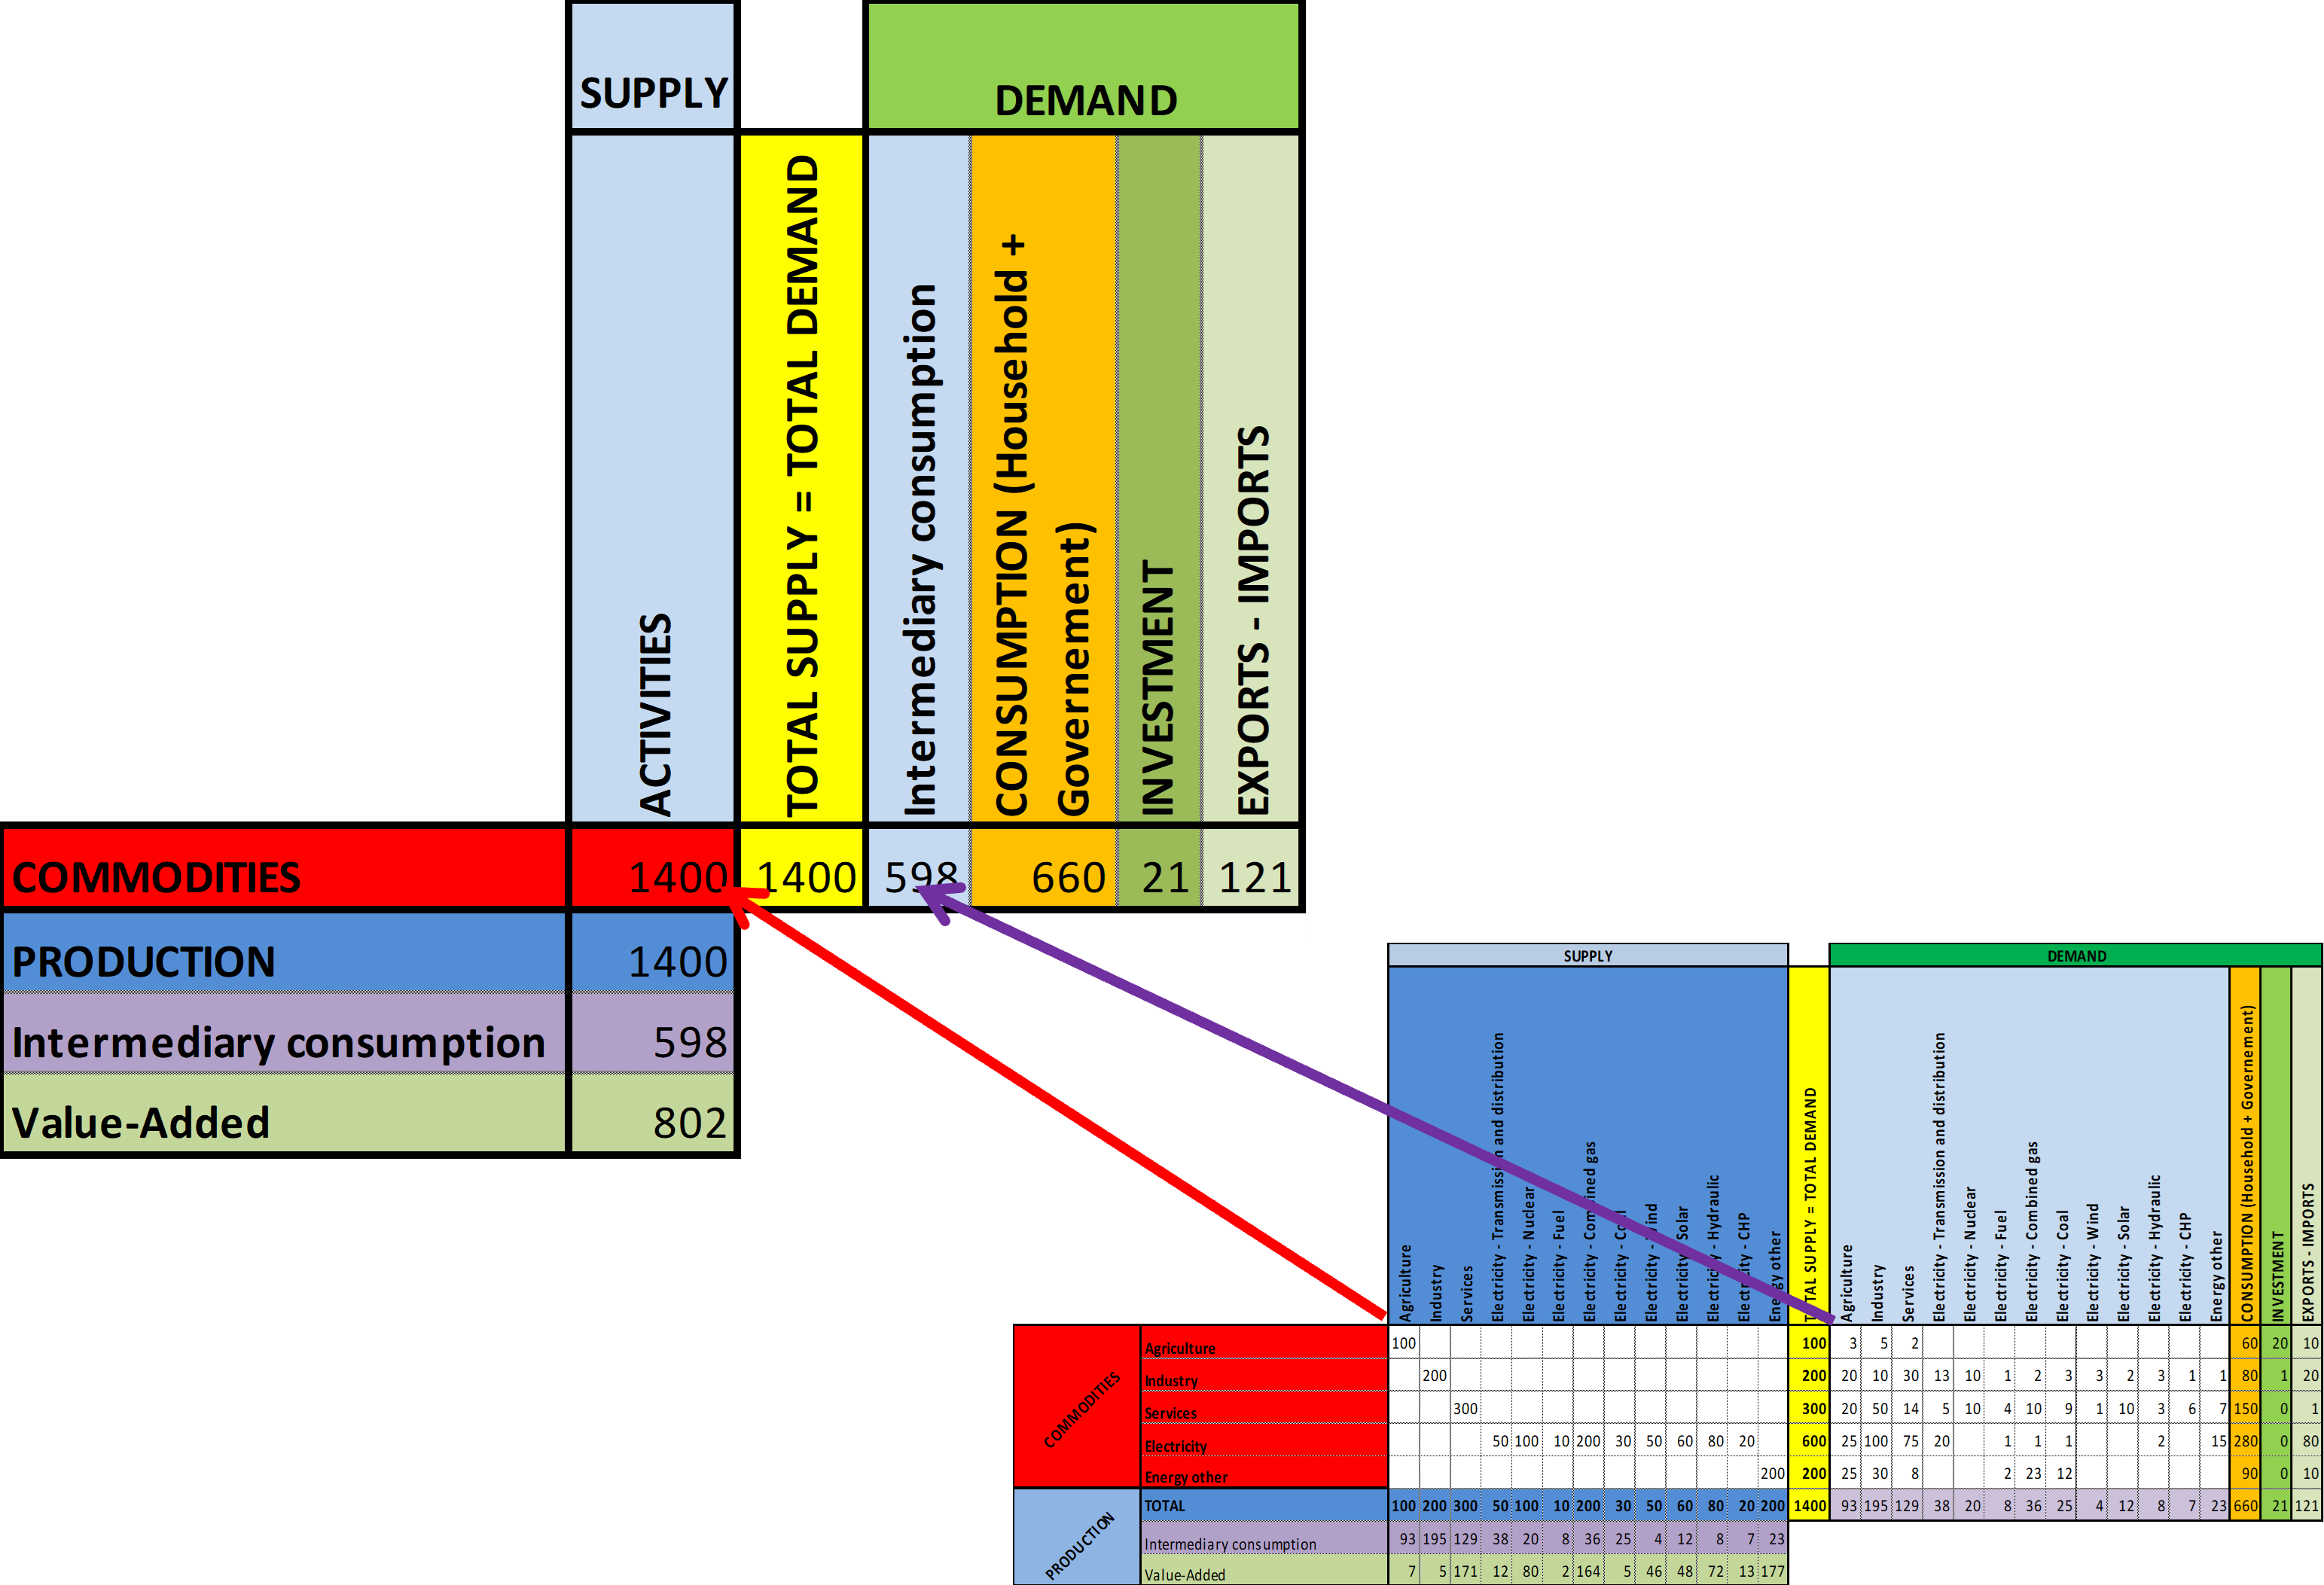 SUPPLY
DEMAND
ACTIVITIES
TOTAL SUPPLY = TOTAL DEMAND
Intermediary consumption
CONSUMPTION (Household +
Governement)
INVESTMENT
EXPORTS - IMPORTS
COMMODITIES 1400 1400 598 660 21 121
PRODUCTION 1400
Intermediary consumption 598
Value-Added 802
SUPPLY
DEMAND
Agriculture
Industry
Services
Electricity - Transmission and distribution
Electricity - Nuclear
Electricity - Fuel
Electricity - Combined gas
Electricity - Coal
Electricity - Wind
Electricity - Solar
Electricity - Hydraulic
Electricity - CHP
Energy other
TOTAL SUPPLY = TOTAL DEMAND
Agriculture
Industry
Services
Electricity - Transmission and distribution
Electricity - Nuclear
Electricity - Fuel
Electricity - Combined gas
Electricity - Coal
Electricity - Wind
Electricity - Solar
Electricity - Hydraulic
Electricity - CHP
Energy other
CONSUMPTION (Household + Governement)
INVESTMENT
EXPORTS - IMPORTS
COMMODITIES
Agriculture 100 100 3 5 2 60 20 10
Industry 200 200 20 10 30 13 10 1 2 3 3 2 3 1 1 80 1 20
Services 300 300 20 50 14 5 10 4 10 9 1 10 3 6 7 150 0 1
Electricity 50 100 10 200 30 50 60 80 20 600 25 100 75 20 1 1 1 2 15 280 0 80
Energy other 200 200 25 30 8 2 23 12 90 0 10
PRODUCTION
TOTAL 100 200 300 50 100 10 200 30 50 60 80 20 200 1400 93 195 129 38 20 8 36 25 4 12 8 7 23 660 21 121
Intermediary consumption 93 195 129 38 20 8 36 25 4 12 8 7 23
Value-Added 7 5 171 12 80 2 164 5 46 48 72 13 177